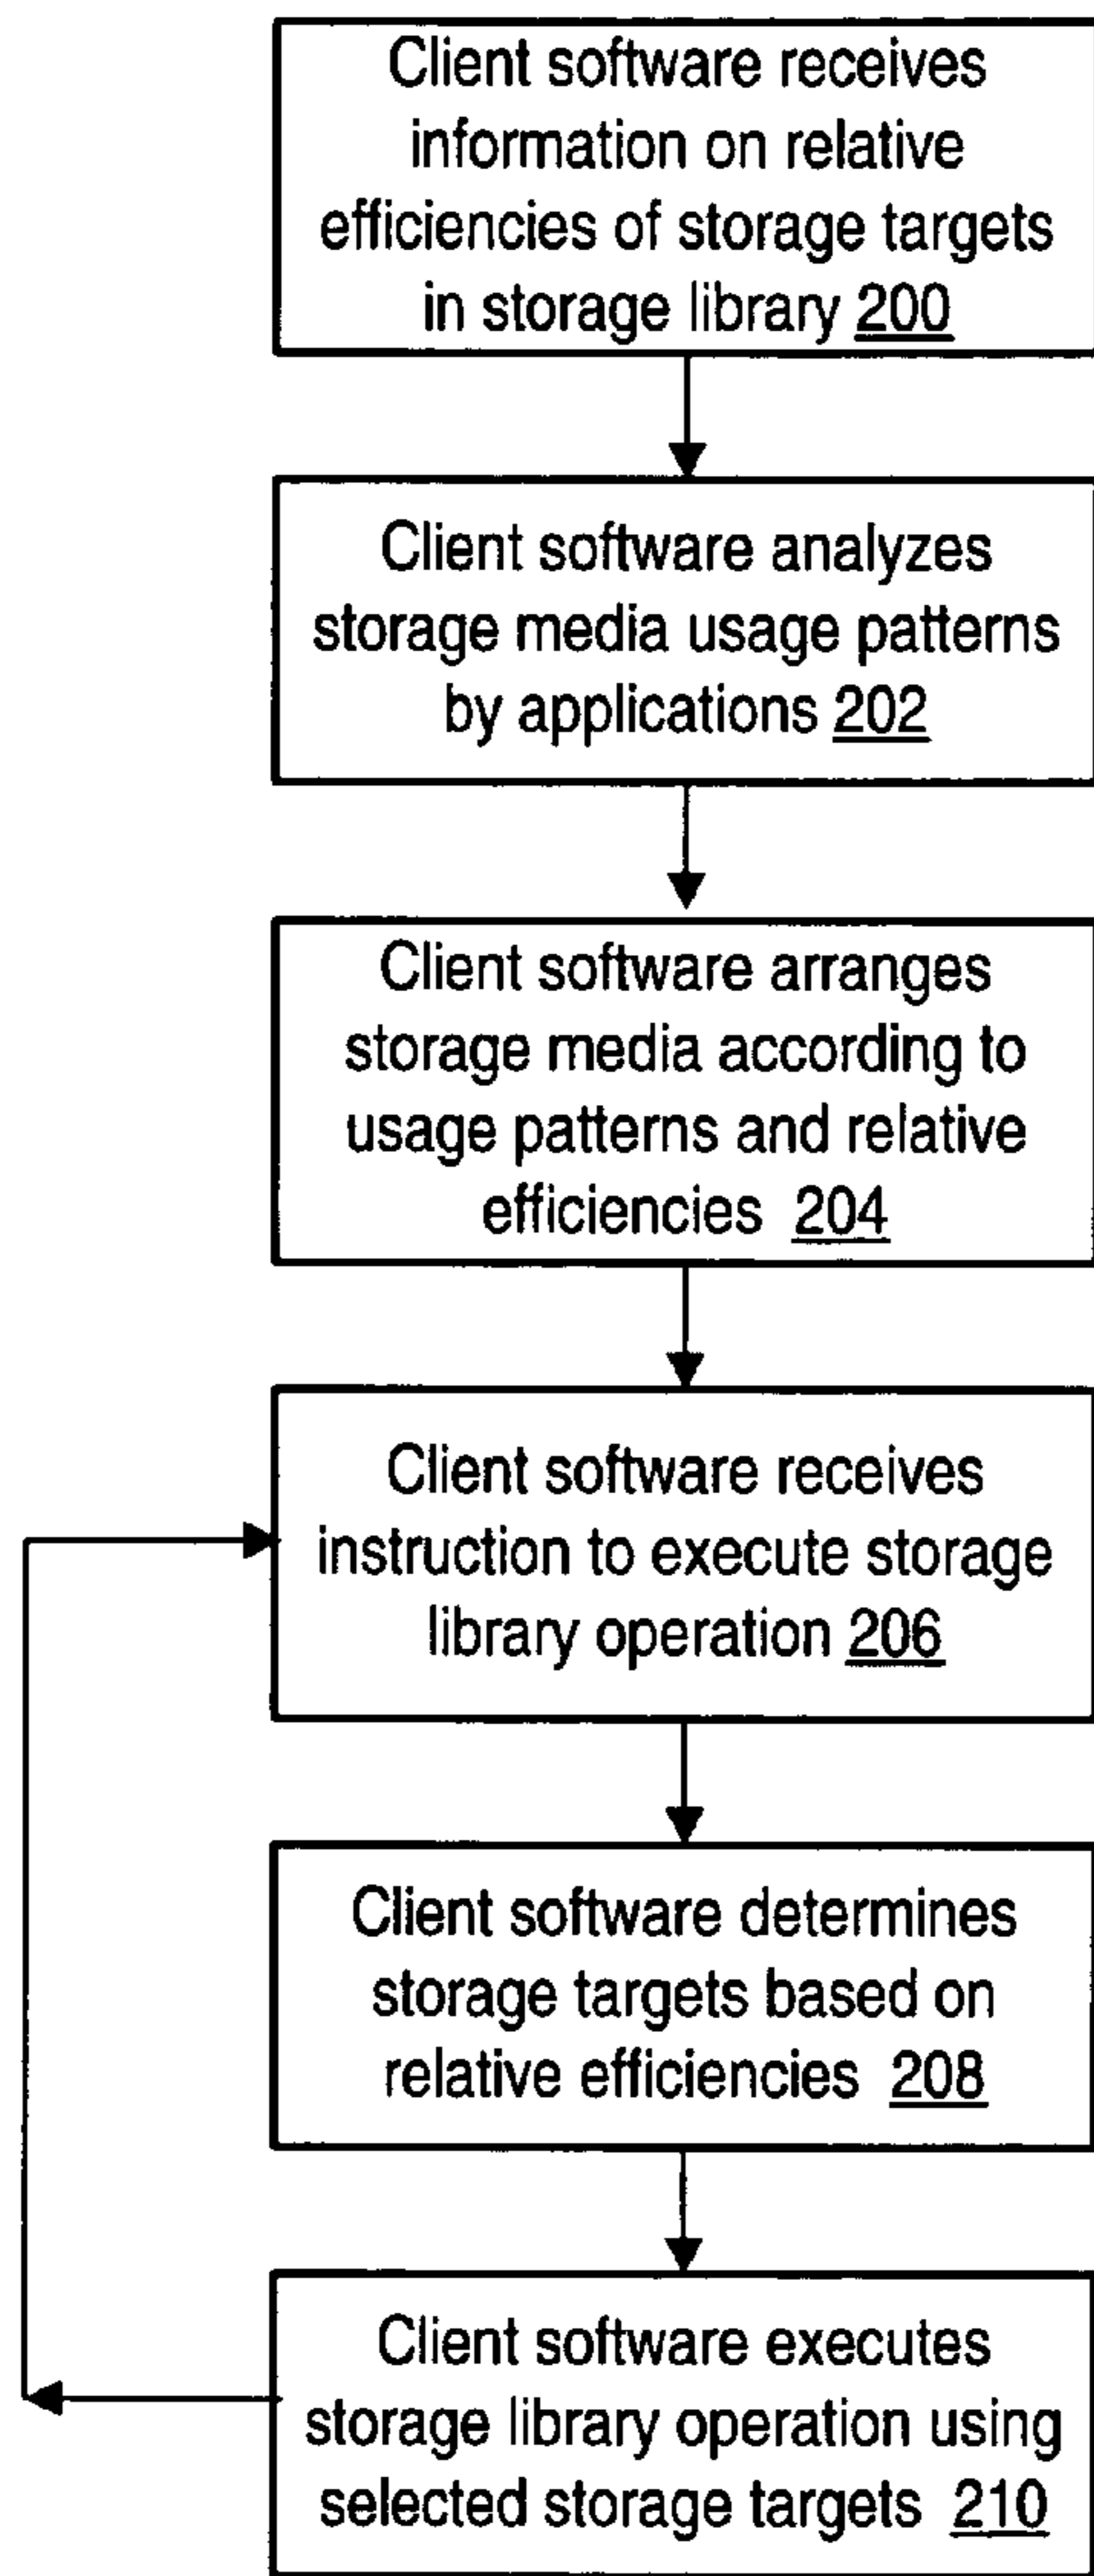 Client software receives
information on relative
efficiencies of storage targets
in storage library 200
Client software analyzes
storage media usage patterns
by applications 202
Client software arranges
storage media according to
usage patterns and relative
efficiencies 204
Client software receives
instruction to execute storage
library operation 206
Client software determines
storage targets based on
relative efficiencies 208
Client software executes
storage library operation using
selected storage targets 210